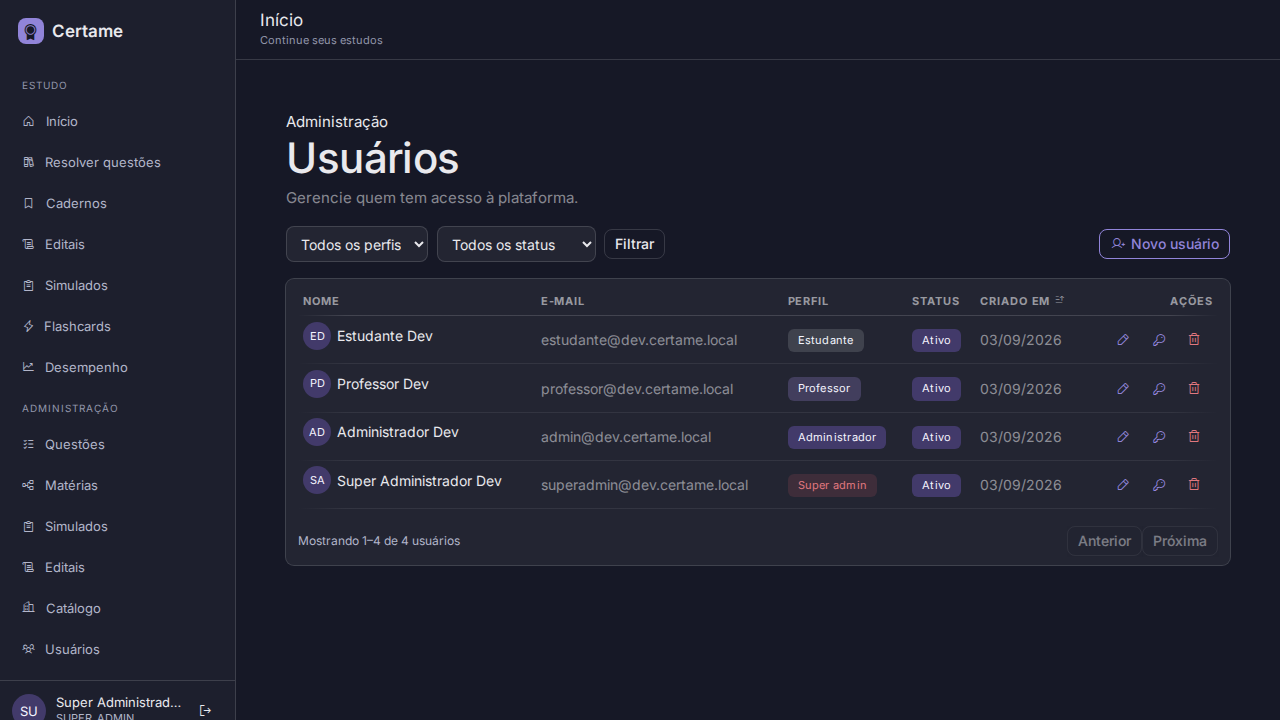 Certame
ESTUDO
Início
Resolver questões
Cadernos
Editais
Simulados
Flashcards
Desempenho
ADMINISTRAÇÃO
Questões
Matérias
Simulados
Editais
Catálogo
Usuários
SU Super Administrad...
SUPER_ADMIN
Início
Continue seus estudos
Administração
Usuários
Gerencie quem tem acesso à plataforma.
Todos os perfis Todos os status Filtrar Novo usuário
NOME E-MAIL PERFIL STATUS CRIADO EM AÇÕES
ED Estudante Dev estudante@dev.certame.local Estudante Ativo 03/09/2026
PD Professor Dev professor@dev.certame.local Professor Ativo 03/09/2026
AD Administrador Dev admin@dev.certame.local Administrador Ativo 03/09/2026
SA Super Administrador Dev superadmin@dev.certame.local Super admin Ativo 03/09/2026
Mostrando 1–4 de 4 usuários Anterior Próxima